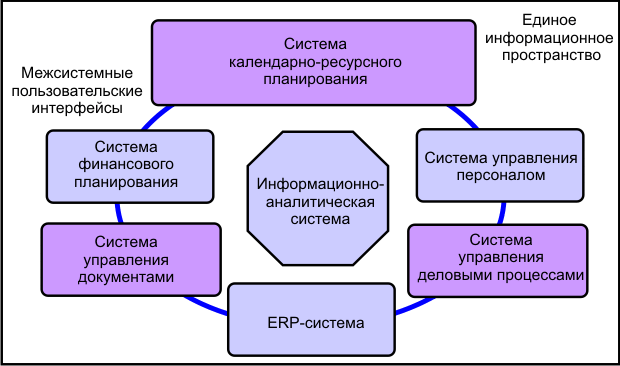 Система
календарно-ресурсного
планирования
Единое
информационное
пространство
Межсистемные
пользовательские
интерфейсы
Система
финансового
планирования
Информационно-
аналитическая
система
Система управления
персоналом
Система
управления
документами
Система
управления
деловыми процессами
ERP-система